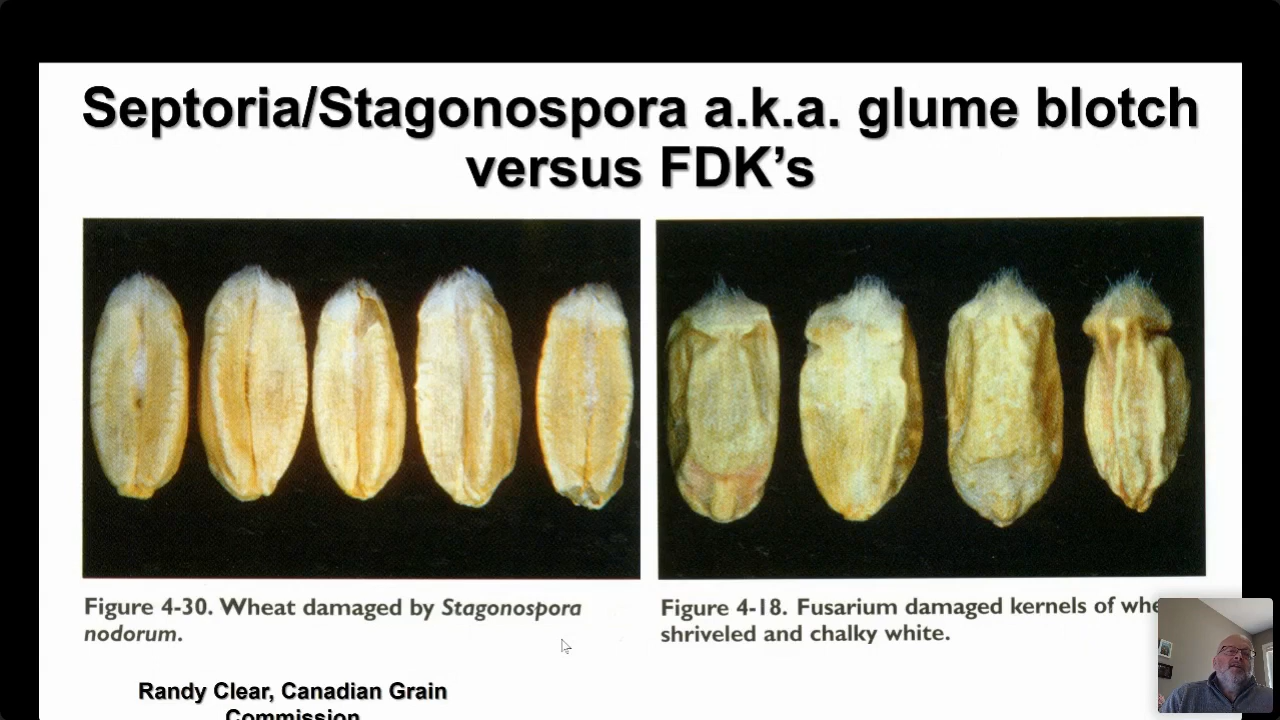 Septoria/Stagonospora a.k.a. glume blotch
versus FDK's
Figure 4-30. Wheat damaged by Stagonospora
nodorum.
Figure 4-18. Fusarium damaged kernels of
shriveled and chalky white.
Randy Clear, Canadian Grain
Commission